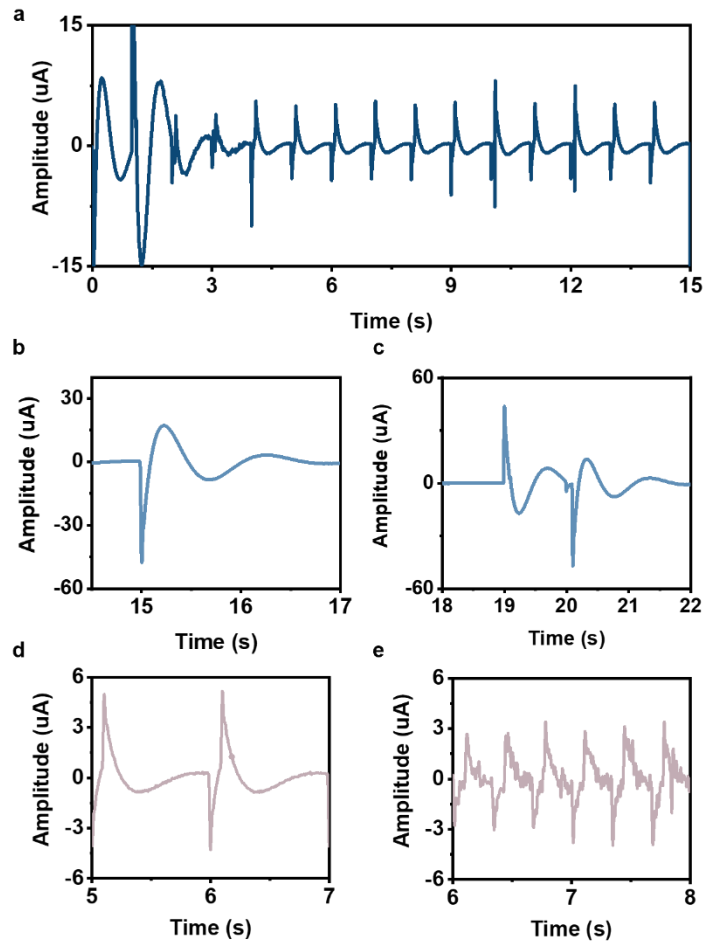 a
15
0
-15
Amplitude (uA)
0 3 6 9 12 15
Time (s)
b
30
0
-30
-60
Amplitude (uA)
15 16 17
Time (s)
c
60
0
-60
Amplitude (uA)
18 19 20 21 22
Time (s)
d
6
3
0
-3
-6
Amplitude (uA)
5 6 7
Time (s)
e
6
3
0
-3
-6
Amplitude (uA)
6 7 8
Time (s)